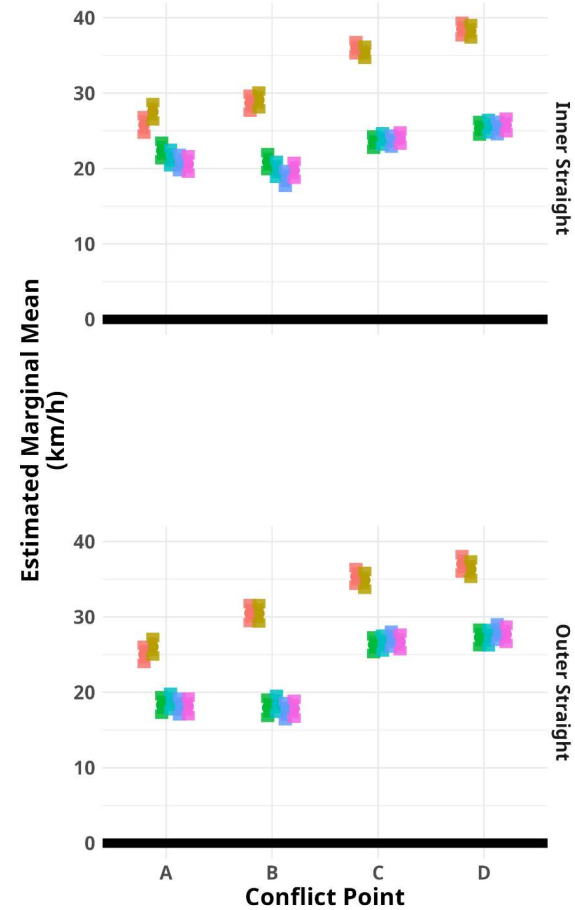 40
30
20
10
0
Inner Straight
Estimated Marginal Mean
(km/h)
40
30
20
10
0
Outer Straight
A B C D
Conflict Point